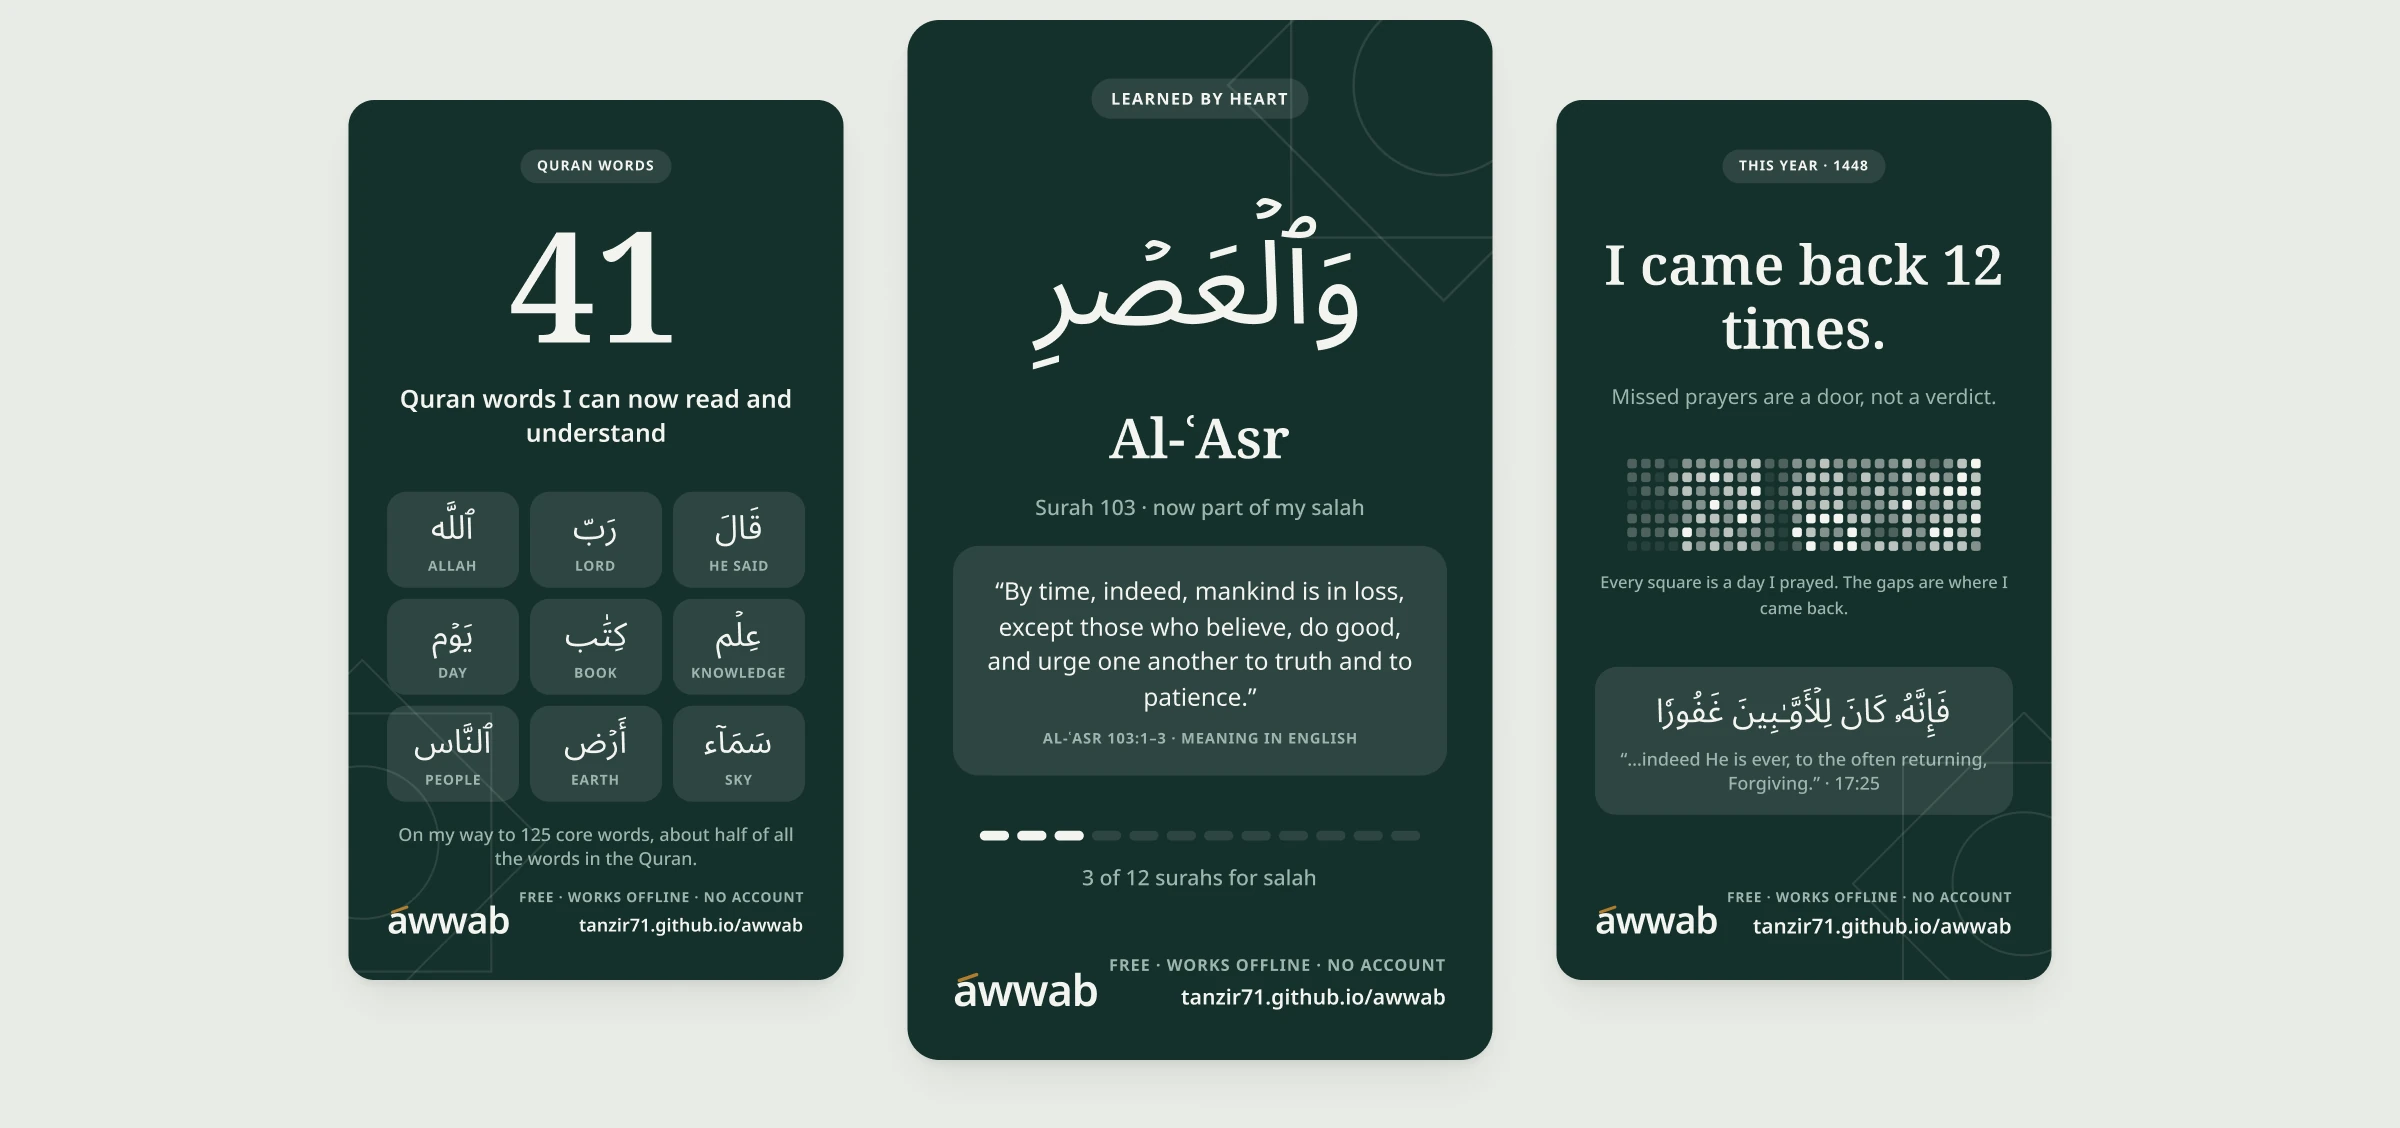 QURAN WORDS
41
Quran words I can now read and
understand
ٱللَّه
ALLAH
رَبّ
LORD
قَالَ
HE SAID
يَوْم
DAY
كِتَٰب
BOOK
عِلْم
KNOWLEDGE
ٱلنَّاس
PEOPLE
أَرْض
EARTH
سَمَآء
SKY
On my way to 125 core words, about half of all
the words in the Quran.
awwab
FREE · WORKS OFFLINE · NO ACCOUNT
tanzir71.github.io/awwab
LEARNED BY HEART
وَٱلْعَصْرِ
Al-ʿAsr
Surah 103 · now part of my salah
“By time, indeed, mankind is in loss,
except those who believe, do good,
and urge one another to truth and to
patience.”
AL-ʿASR 103:1–3 · MEANING IN ENGLISH
3 of 12 surahs for salah
awwab
FREE · WORKS OFFLINE · NO ACCOUNT
tanzir71.github.io/awwab
THIS YEAR · 1448
I came back 12
times.
Missed prayers are a door, not a verdict.
Every square is a day I prayed. The gaps are where I
came back.
فَإِنَّهُۥ كَانَ لِلْأَوَّٰبِينَ غَفُورًا
“…indeed He is ever, to the often returning,
Forgiving.” · 17:25
awwab
FREE · WORKS OFFLINE · NO ACCOUNT
tanzir71.github.io/awwab